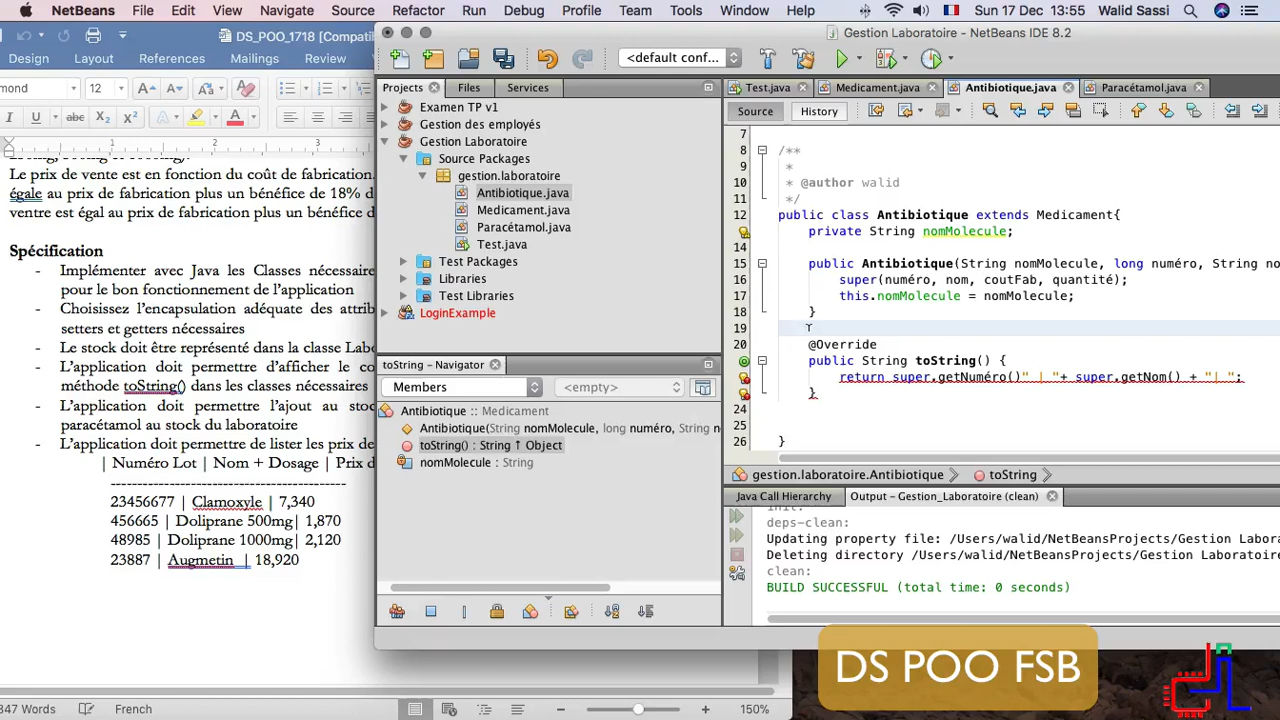 NetBeans File Edit View Navigate Source Refactor Run Debug Profile Team Tools Window Help Sun 17 Dec 13:55 Walid Sassi
DS_POO_1718 [Compati
Design Layout References Mailings Review
mond 12
I U abc X₂ X² A A
1 2 3
Le prix de vente est en fonction du coût de fabrication.
égale au prix de fabrication plus un bénéfice de 18% d
ventre est égal au prix de fabrication plus un bénéfice d
Spécification
- Implémenter avec Java les Classes nécessaire
pour le bon fonctionnement de l'application
- Choisissez l'encapsulation adéquate des attrib
setters et getters nécessaires
- Le stock doit être représenté dans la classe Lab
- L'application doit permettre d'afficher le co
méthode toString() dans les classes nécessaires
- L'application doit permettre l'ajout au stock
paracétamol au stock du laboratoire
- L'application doit permettre de lister les prix de
| Numéro Lot | Nom + Dosage | Prix d
----------------------------------------------
23456677 | Clamoxyle | 7,340
456665 | Doliprane 500mg| 1,870
48985 | Doliprane 1000mg| 2,120
23887 | Augmetin | 18,920
347 Words French 150%
Gestion Laboratoire - NetBeans IDE 8.2
<default conf...
Projects Files Services
Examen TP v1
Gestion des employés
Gestion Laboratoire
Source Packages
gestion.laboratoire
Antibiotique.java
Medicament.java
Paracétamol.java
Test.java
Test Packages
Libraries
Test Libraries
LoginExample
toString - Navigator
Members <empty>
Antibiotique :: Medicament
Antibiotique(String nomMolecule, long numéro, String n
toString() : String ↑ Object
nomMolecule : String
Test.java Medicament.java Antibiotique.java Paracétamol.java
Source History
7
8 /**
9 *
10 * @author walid
11 */
12 public class Antibiotique extends Medicament{
private String nomMolecule;
14
15 public Antibiotique(String nomMolecule, long numéro, String no
16 super(numéro, nom, coutFab, quantité);
17 this.nomMolecule = nomMolecule;
18 }
19
20 @Override
public String toString() {
return super.getNuméro()" | "+ super.getNom() + "| ";
}
24
25
26 }
gestion.laboratoire.Antibiotique toString
Java Call Hierarchy Output - Gestion_Laboratoire (clean)
init:
deps-clean:
Updating property file: /Users/walid/NetBeansProjects/Gestion Labora
Deleting directory /Users/walid/NetBeansProjects/Gestion Laboratoire
clean:
BUILD SUCCESSFUL (total time: 0 seconds)
DS POO FSB